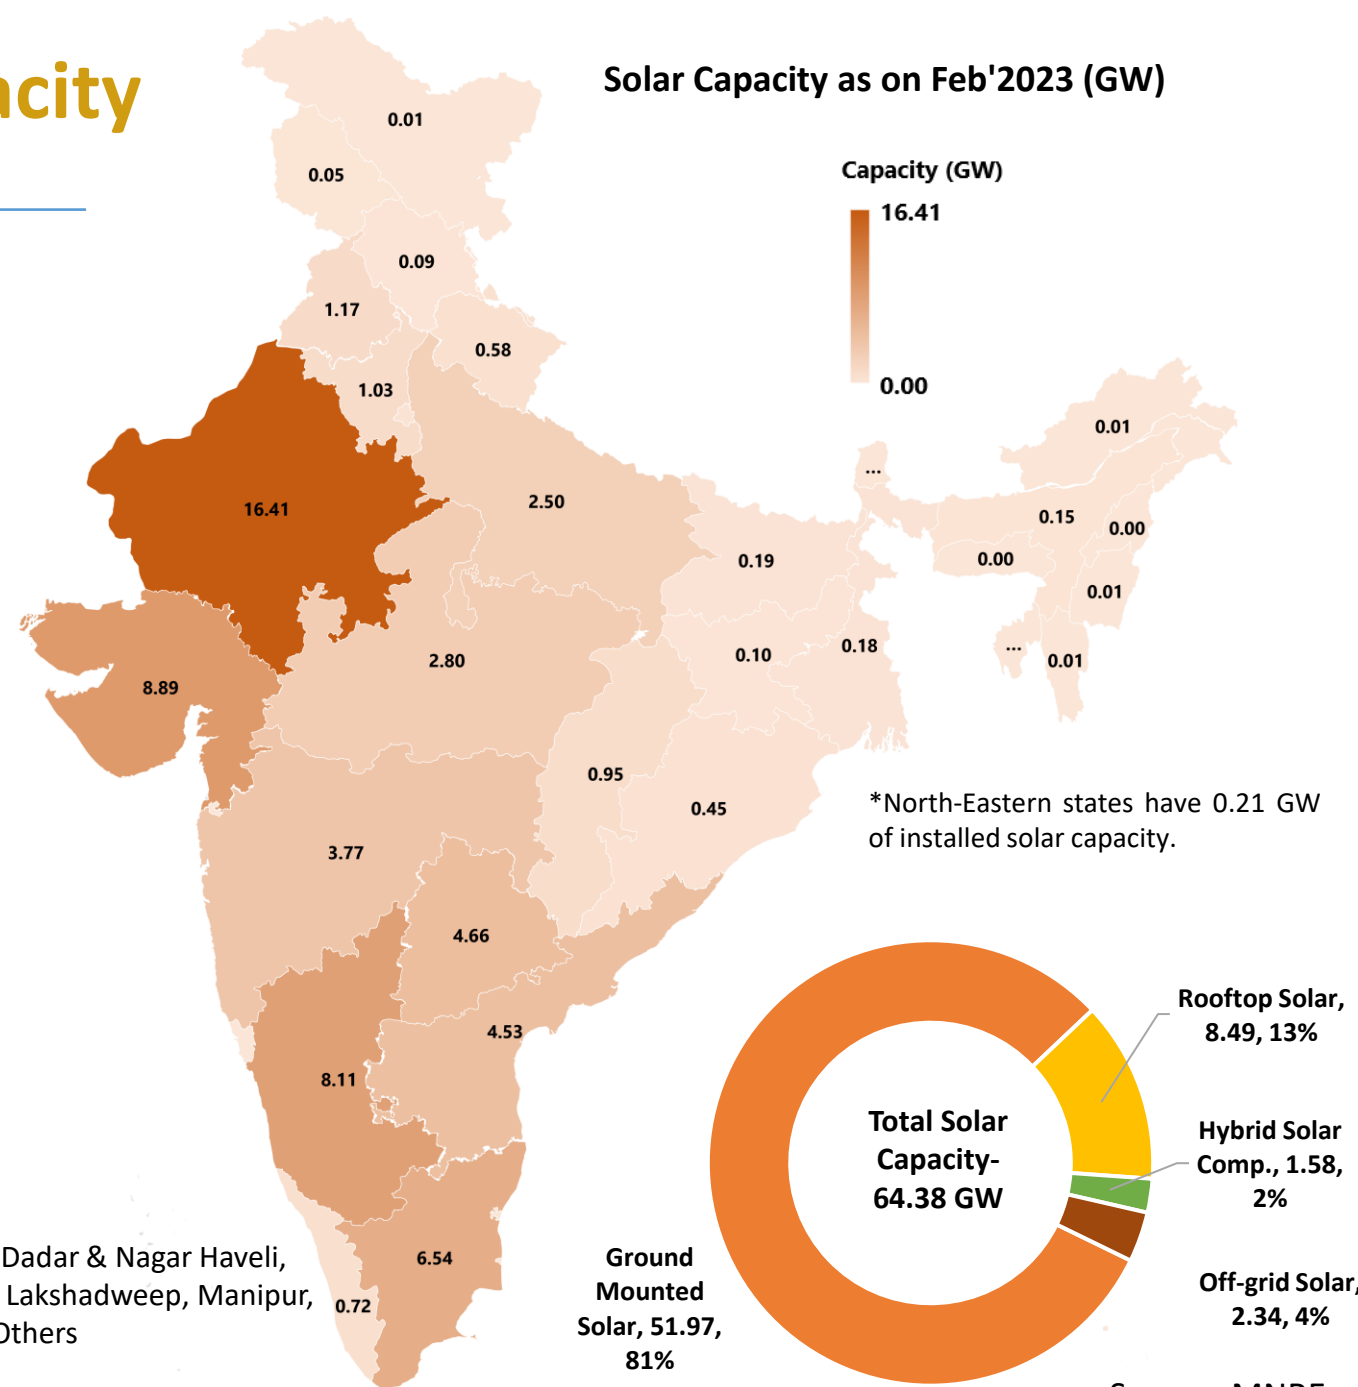 acity
Solar Capacity as on Feb'2023 (GW)
Capacity (GW)
16.41
0.00
0.01
0.05
0.09
1.17
0.58
1.03
16.41
2.50
0.01
...
0.15
0.00
0.00
0.19
0.01
0.10
0.18
...
0.01
2.80
8.89
0.95
0.45
*North-Eastern states have 0.21 GW
of installed solar capacity.
3.77
4.66
4.53
8.11
6.54
0.72
Dadar & Nagar Haveli,
Lakshadweep, Manipur,
Others
Total Solar
Capacity-
64.38 GW
Rooftop Solar,
8.49, 13%
Hybrid Solar
Comp., 1.58,
2%
Off-grid Solar,
2.34, 4%
Ground
Mounted
Solar, 51.97,
81%